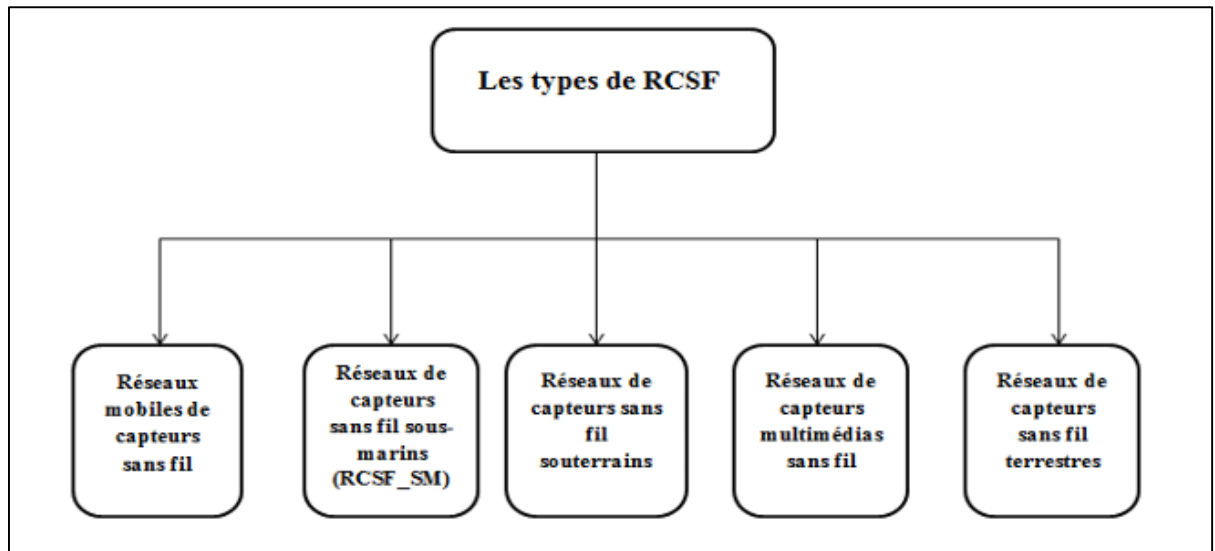 Les types de RCSF
Réseaux
mobiles de
capteurs
sans fil
Réseaux de
capteurs
sans fil sous-
marins
(RCSF_SM)
Réseaux de
capteurs sans
fil
souterrains
Réseaux de
capteurs
multimédias
sans fil
Réseaux de
capteurs
sans fil
terrestres